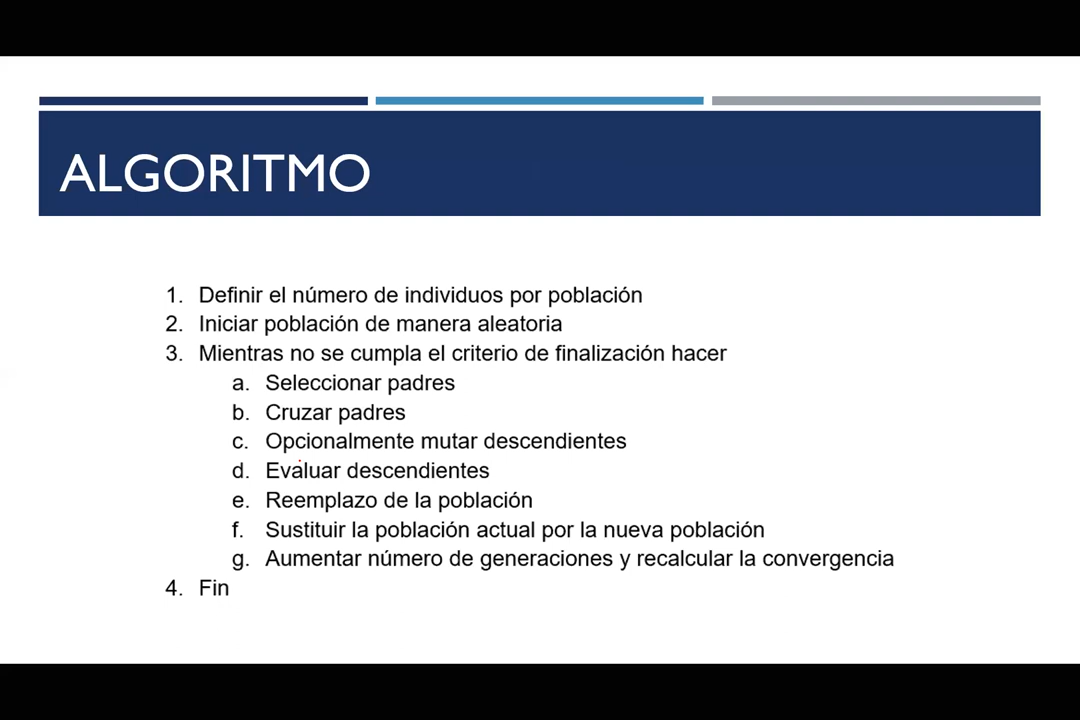 ALGORITMO
1. Definir el número de individuos por población
2. Iniciar población de manera aleatoria
3. Mientras no se cumpla el criterio de finalización hacer
a. Seleccionar padres
b. Cruzar padres
c. Opcionalmente mutar descendientes
d. Evaluar descendientes
e. Reemplazo de la población
f. Sustituir la población actual por la nueva población
g. Aumentar número de generaciones y recalcular la convergencia
4. Fin